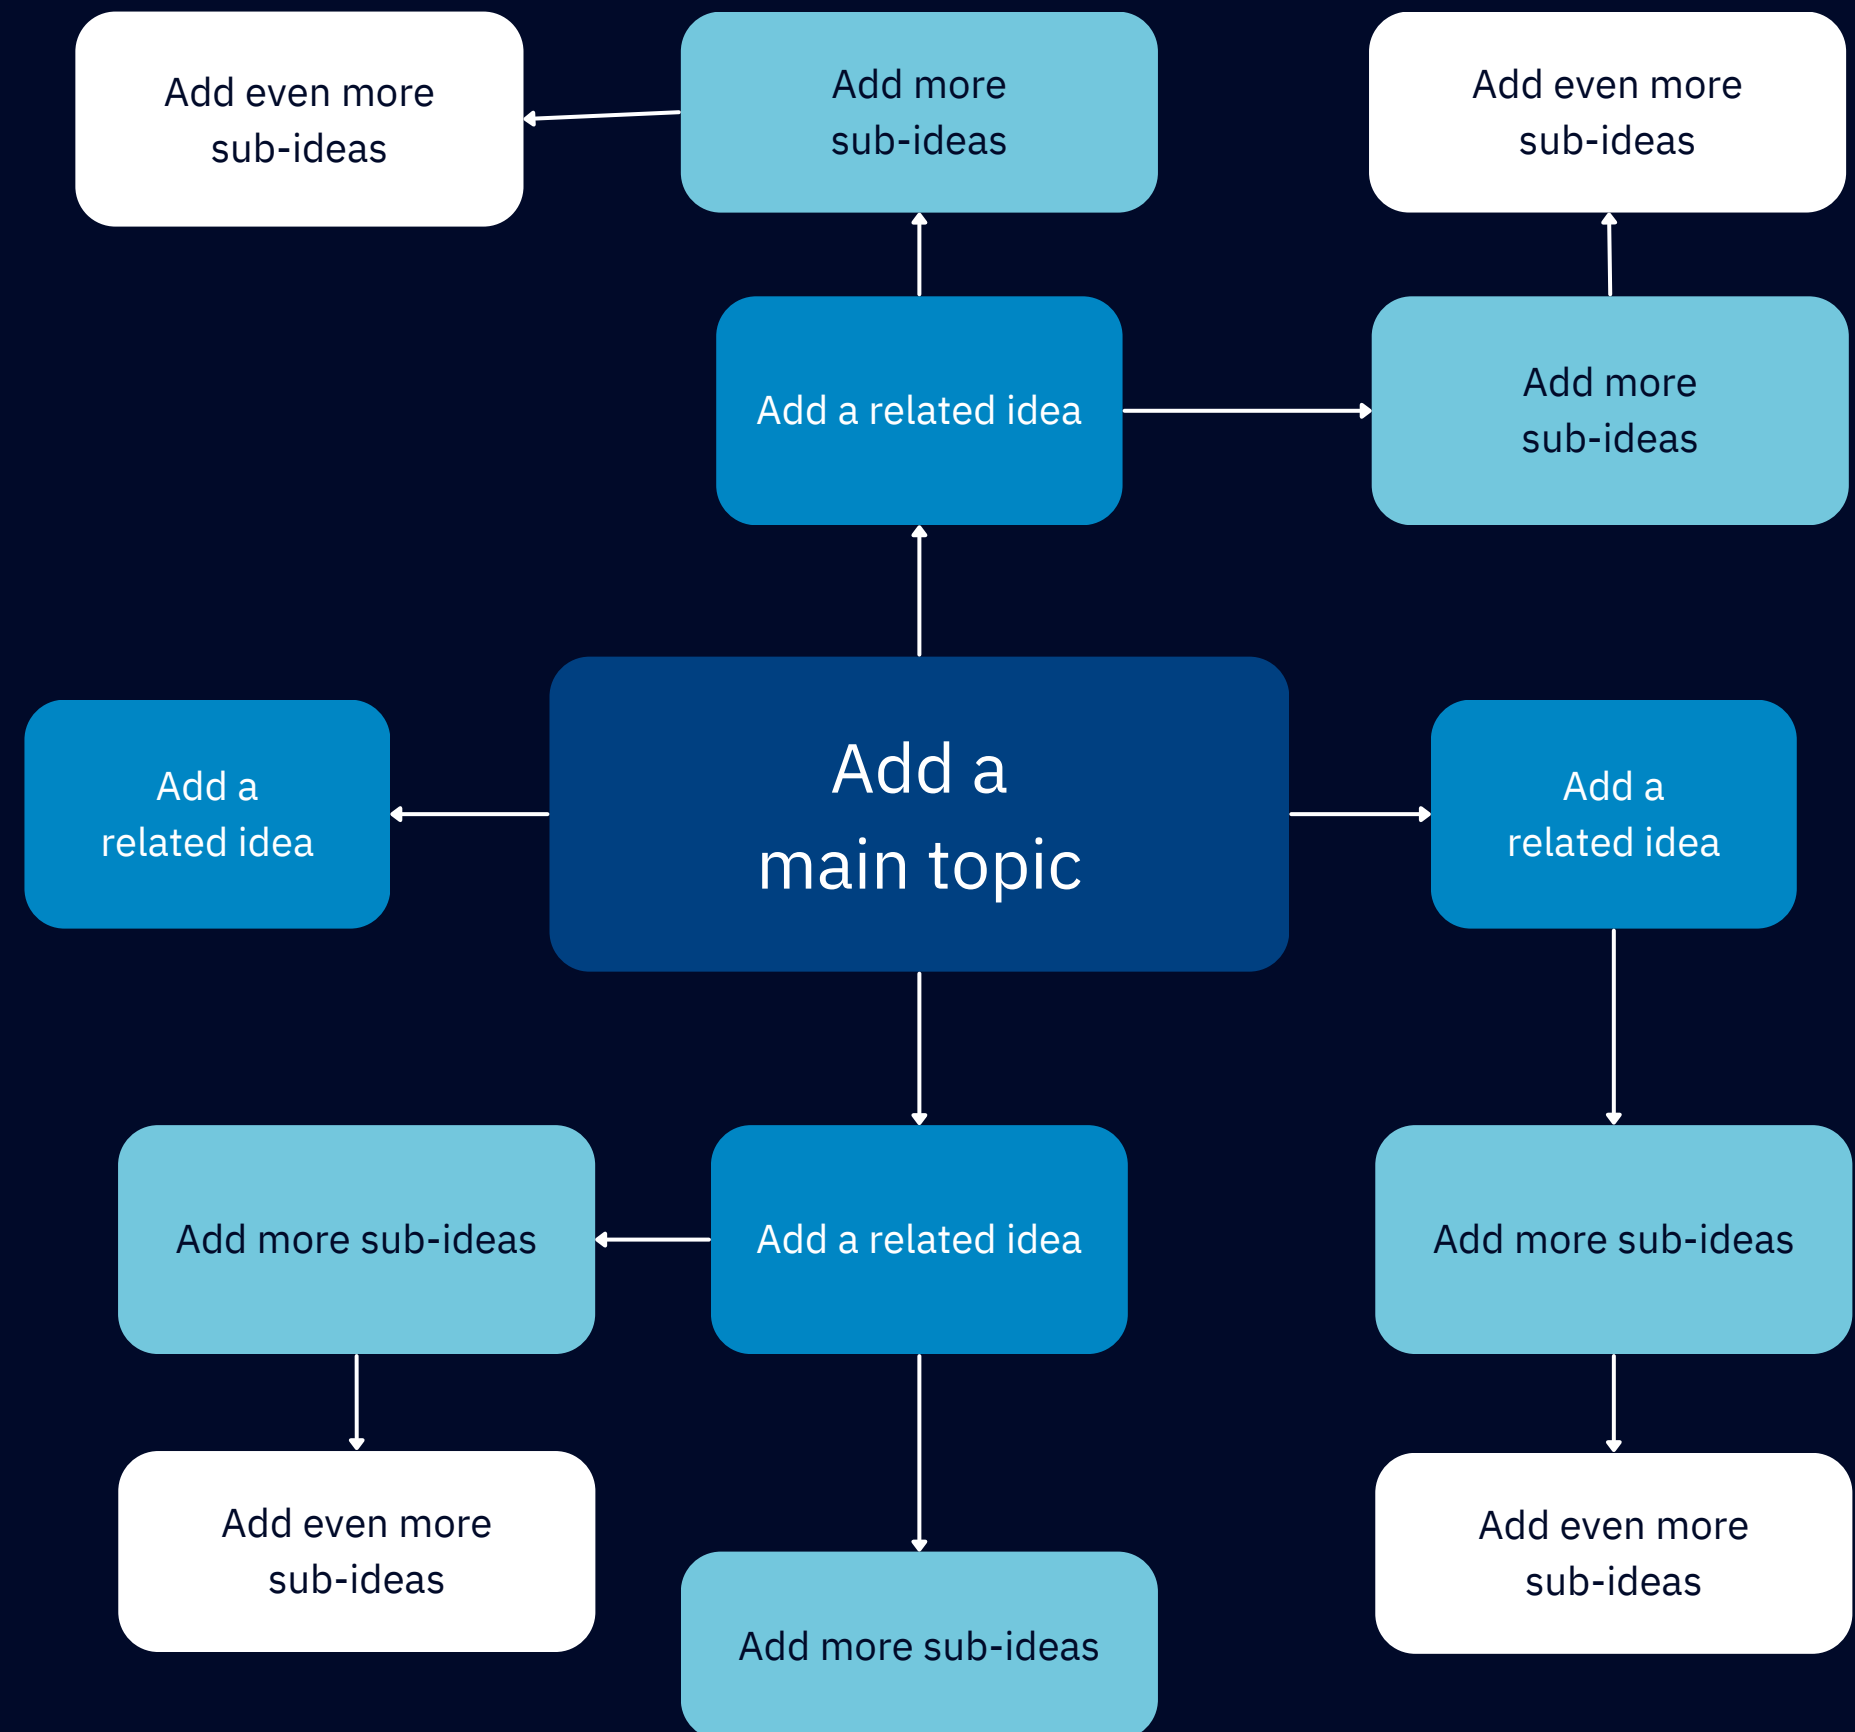 Add even more
sub-ideas
Add more
sub-ideas
Add even more
sub-ideas
Add a related idea
Add more
sub-ideas
Add a
related idea
Add a
main topic
Add a
related idea
Add more sub-ideas
Add a related idea
Add more sub-ideas
Add even more
sub-ideas
Add more sub-ideas
Add even more
sub-ideas